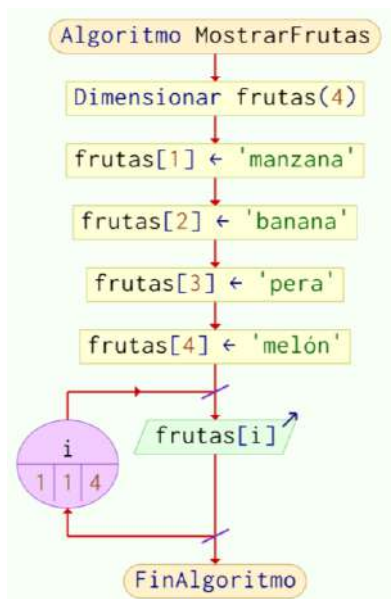 Algoritmo MostrarFrutas
Dimensionar frutas(4)
frutas[1] ← 'manzana'
frutas[2] ← 'banana'
frutas[3] ← 'pera'
frutas[4] ← 'melón'
frutas[i]
i
1 1 4
FinAlgoritmo